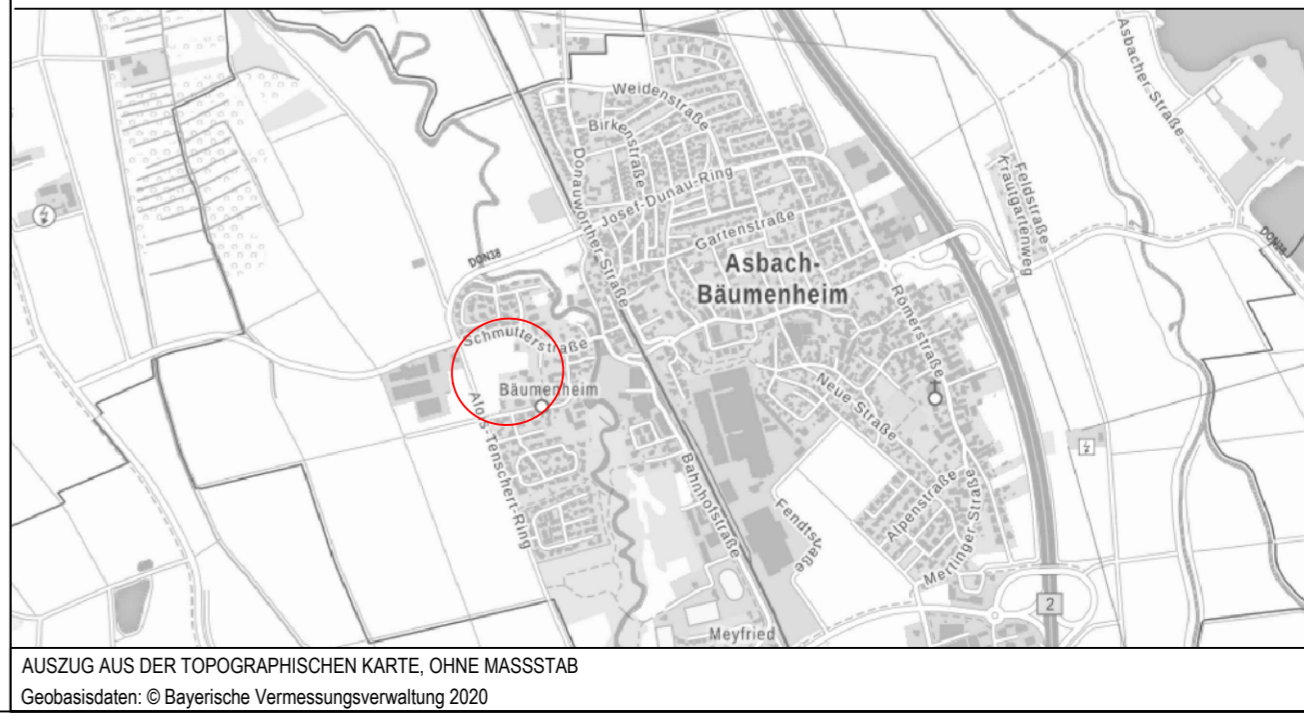 Asbacher-Straße
Weidenstraße
Birkenstraße
Donauwörther-Straße
Josef-Dunau-Ring
Gartenstraße
Feldstraße
Krautgartenweg
DON38
Asbach-
Bäumenheim
Römerstraße
Schmutterstraße
Bäumenheim
Alois-Tenschert-Ring
Neue Straße
Bahnhofstraße
Fendtstraße
Alpenstraße
Mertinger Straße
2
Meyfried
AUSZUG AUS DER TOPOGRAPHISCHEN KARTE, OHNE MASSSTAB
Geobasisdaten: © Bayerische Vermessungsverwaltung 2020